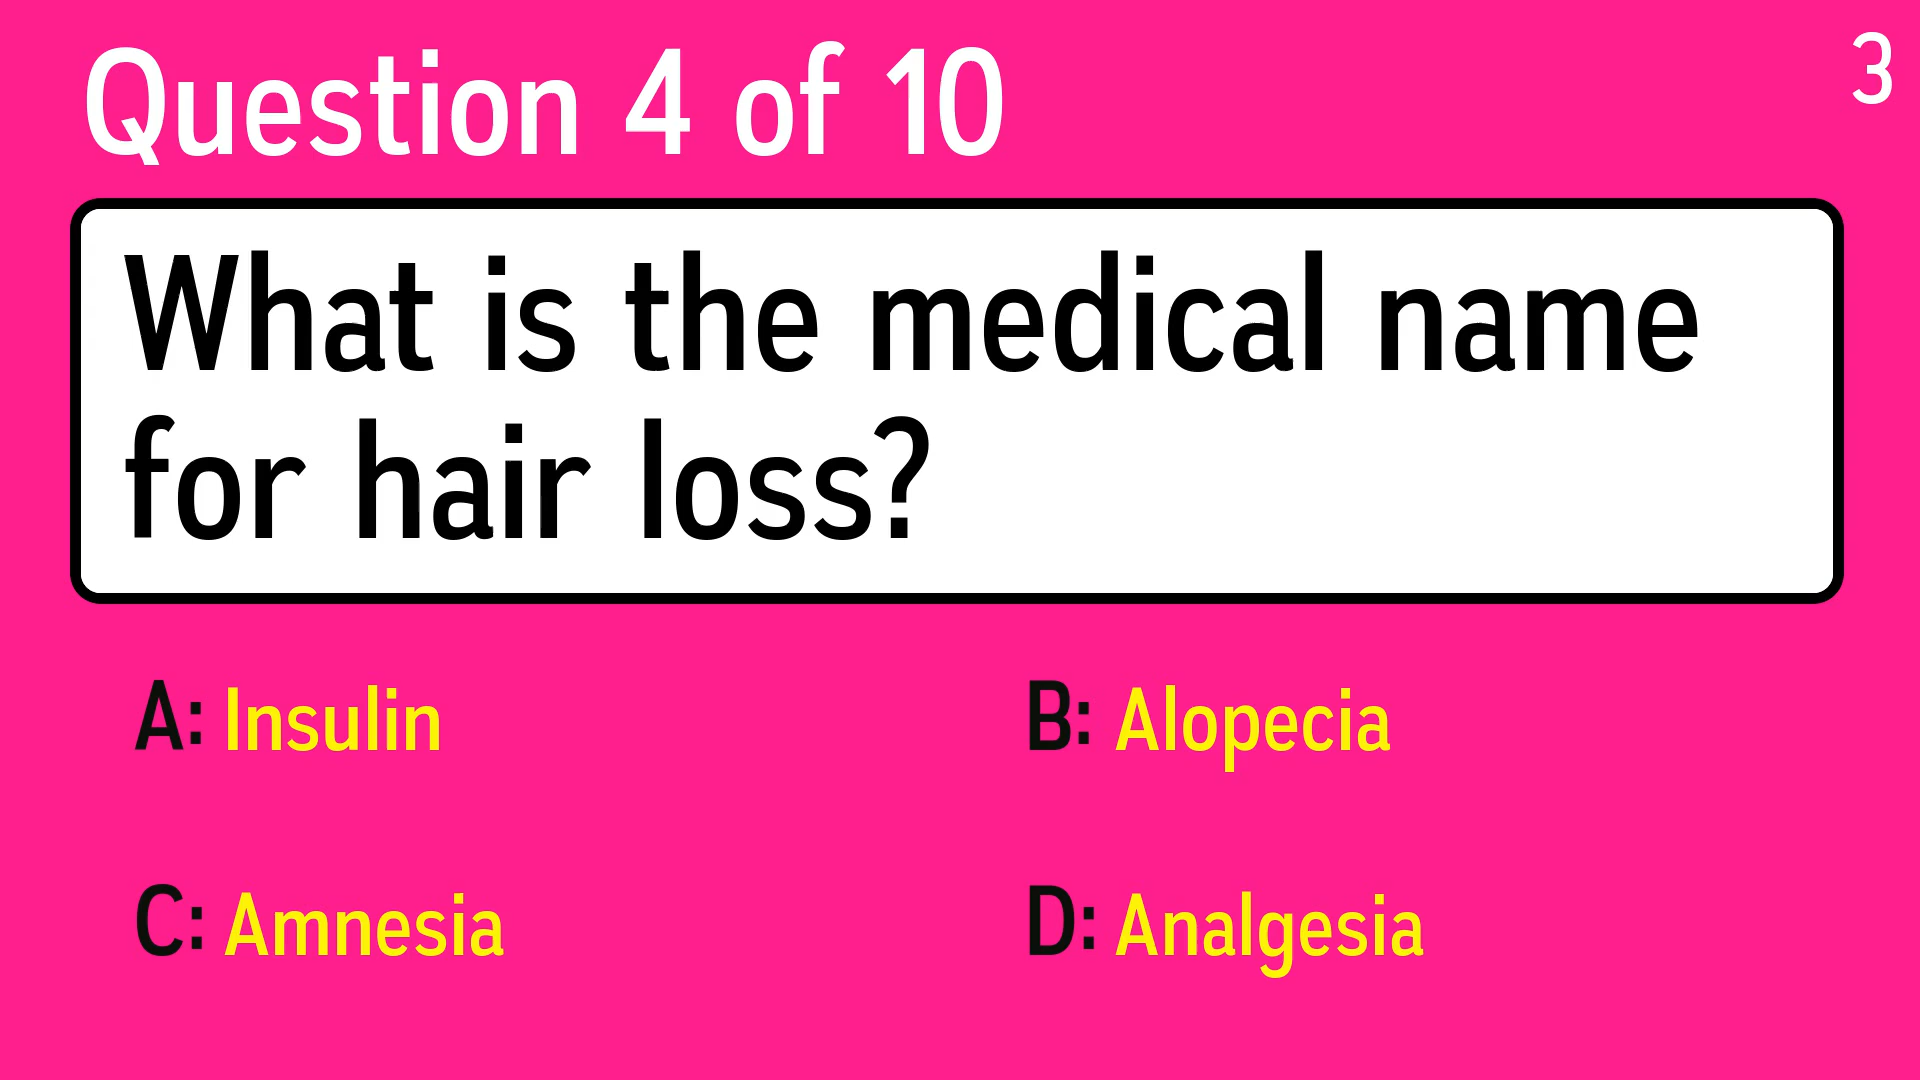 Question 4 of 10
3
What is the medical name
for hair loss?
A: Insulin
B: Alopecia
C: Amnesia
D: Analgesia